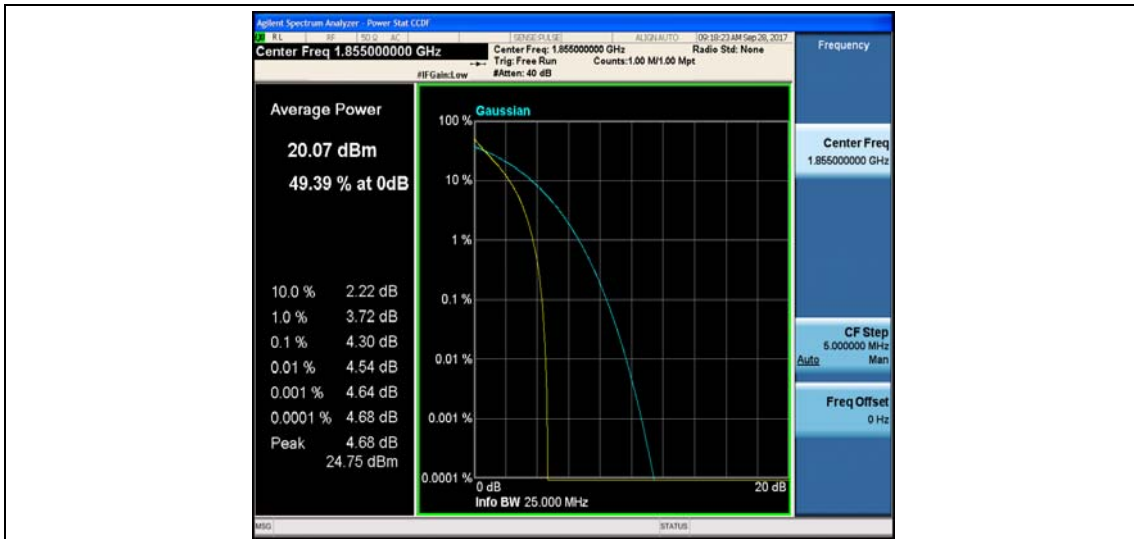 Agilent Spectrum Analyzer - Power Stat CCDF
RL RF 50 Ω AC SENSE:PULSE ALIGNAUTO 09:18:23 AM Sep 28, 2017
Center Freq 1.855000000 GHz
Center Freq: 1.855000000 GHz Radio Std: None
Trig: Free Run Counts:1.00 M/1.00 Mpt
#IFGain:Low #Atten: 40 dB
Frequency
Average Power
20.07 dBm
49.39 % at 0dB
10.0 % 2.22 dB
1.0 % 3.72 dB
0.1 % 4.30 dB
0.01 % 4.54 dB
0.001 % 4.64 dB
0.0001 % 4.68 dB
Peak 4.68 dB
24.75 dBm
Gaussian
100 %
10 %
1 %
0.1 %
0.01 %
0.001 %
0.0001 %
0 dB 20 dB
Info BW 25.000 MHz
Center Freq
1.855000000 GHz
CF Step
5.000000 MHz
Auto Man
Freq Offset
0 Hz
MSG STATUS